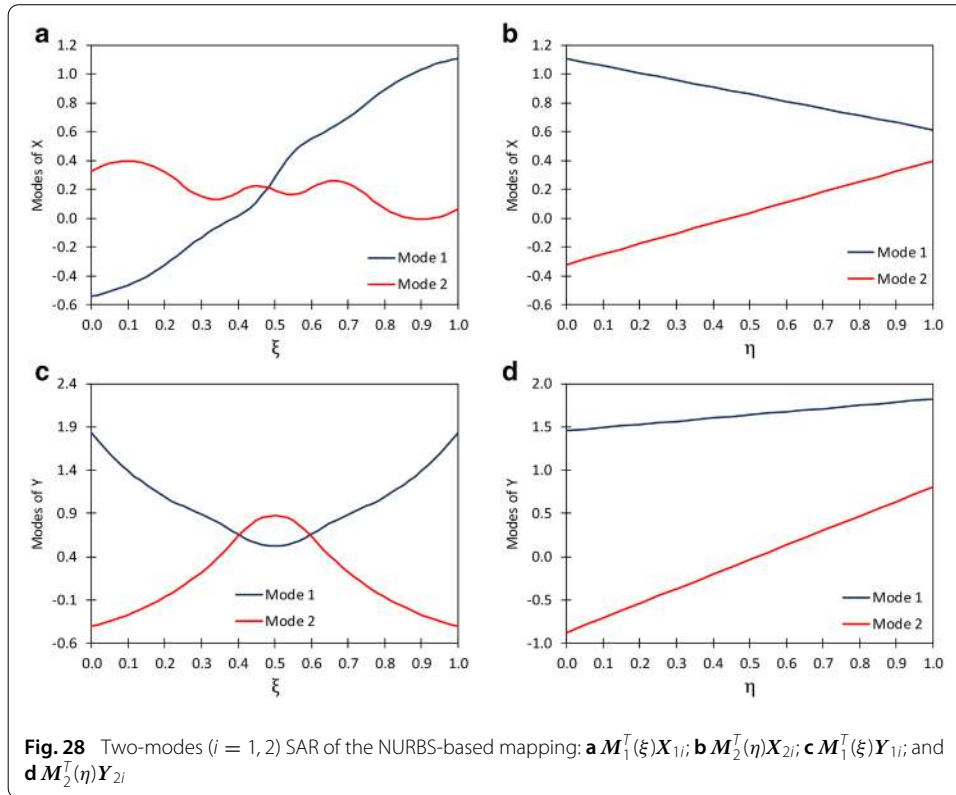 a
1.2
1.0
0.8
0.6
0.4
0.2
0.0
-0.2
-0.4
-0.6
Modes of X
Mode 1
Mode 2
0.0 0.1 0.2 0.3 0.4 0.5 0.6 0.7 0.8 0.9 1.0
ξ
b
1.2
1.0
0.8
0.6
0.4
0.2
0.0
-0.2
-0.4
-0.6
Modes of X
Mode 1
Mode 2
0.0 0.1 0.2 0.3 0.4 0.5 0.6 0.7 0.8 0.9 1.0
η
c
2.4
1.9
1.4
0.9
0.4
-0.1
-0.6
Modes of Y
Mode 1
Mode 2
0.0 0.1 0.2 0.3 0.4 0.5 0.6 0.7 0.8 0.9 1.0
ξ
d
2.0
1.5
1.0
0.5
0.0
-0.5
-1.0
Modes of Y
Mode 1
Mode 2
0.0 0.1 0.2 0.3 0.4 0.5 0.6 0.7 0.8 0.9 1.0
η
Fig. 28 Two-modes (i = 1, 2) SAR of the NURBS-based mapping: a M₁ᵀ(ξ)X₁ᵢ; b M₂ᵀ(η)X₂ᵢ; c M₁ᵀ(ξ)Y₁ᵢ; and
d M₂ᵀ(η)Y₂ᵢ